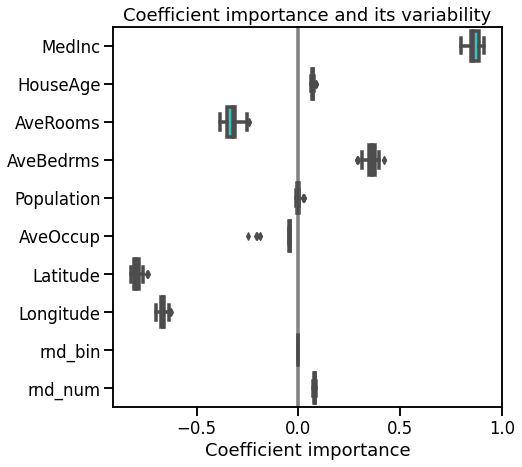 Coefficient importance and its variability
MedInc
HouseAge
AveRooms
AveBedrms
Population
AveOccup
Latitude
Longitude
rnd_bin
rnd_num
−0.5 0.0 0.5 1.0
Coefficient importance